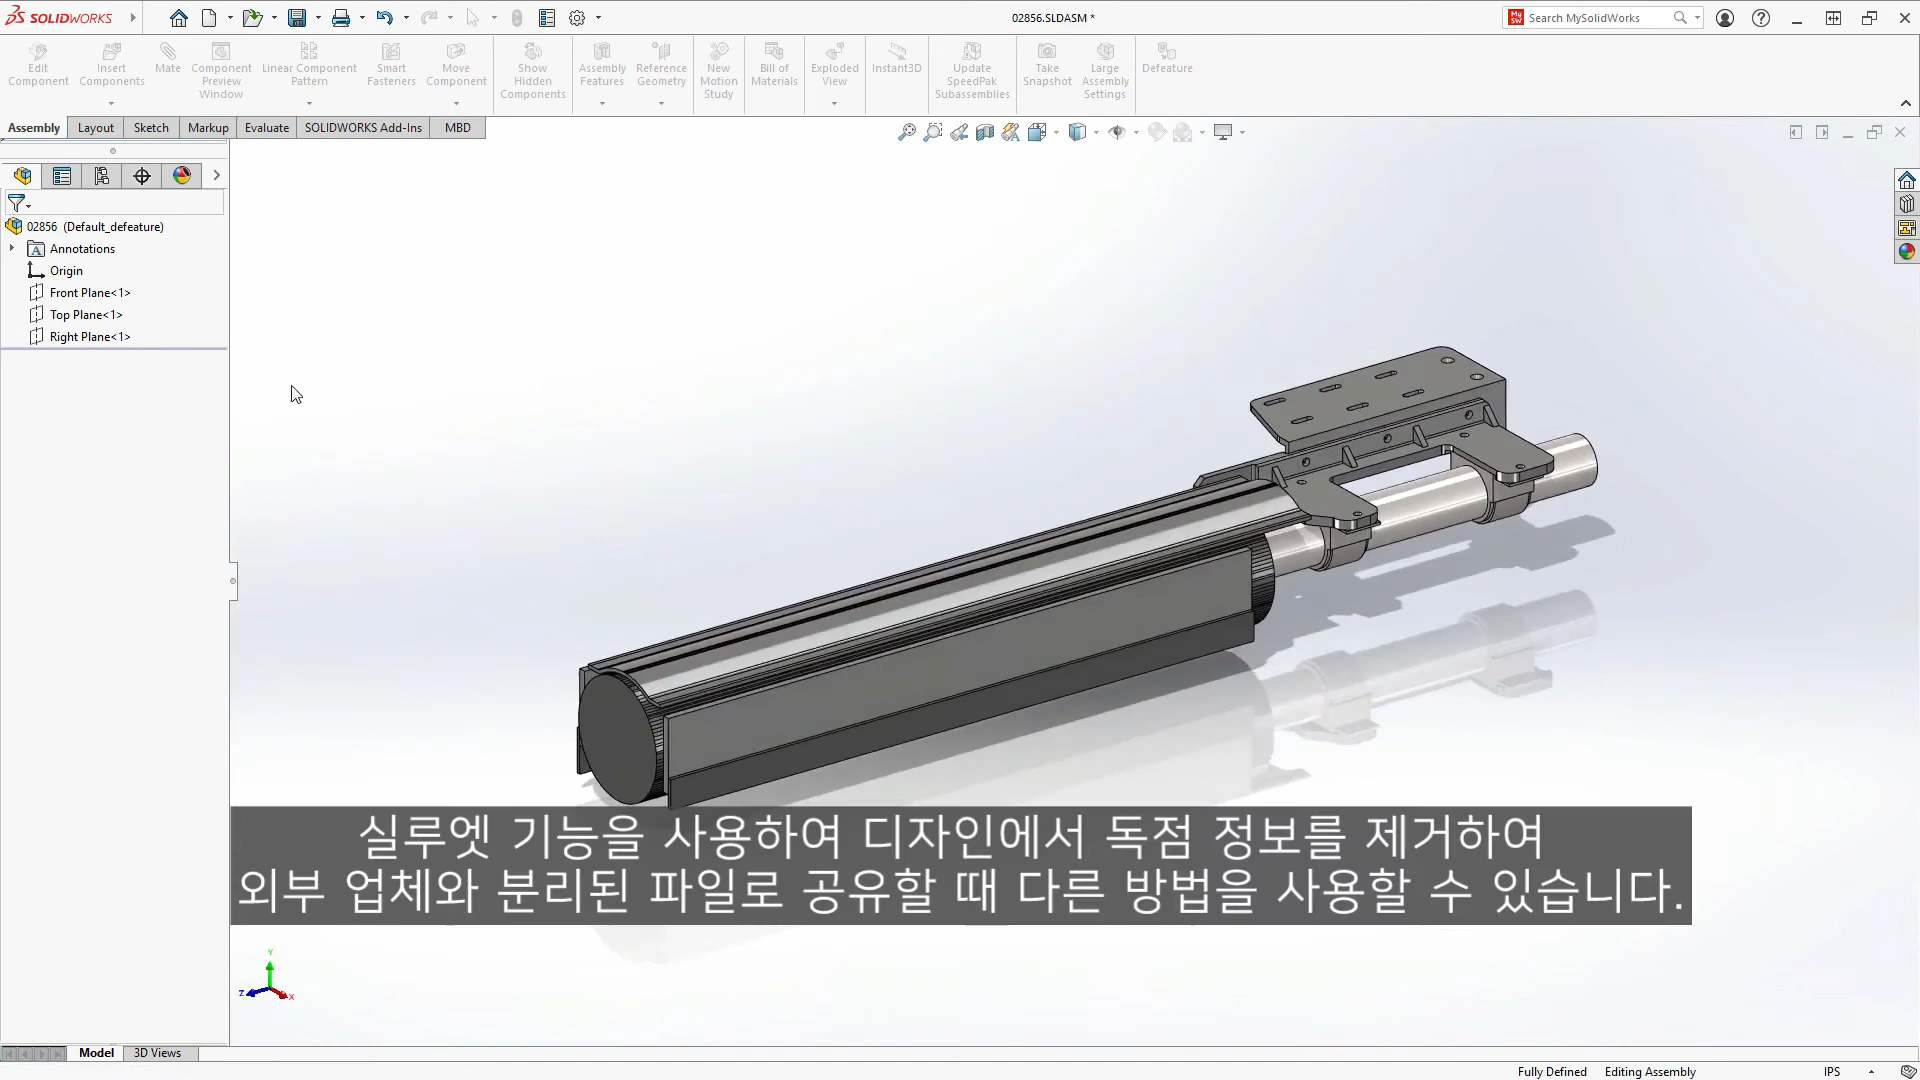 SOLIDWORKS
02856.SLDASM *
Search MySolidWorks
Edit Component
Insert Components
Mate
Component Preview Window
Linear Component Pattern
Smart Fasteners
Move Component
Show Hidden Components
Assembly Features
Reference Geometry
New Motion Study
Bill of Materials
Exploded View
Instant3D
Update SpeedPak Subassemblies
Take Snapshot
Large Assembly Settings
Defeature
Assembly
Layout
Sketch
Markup
Evaluate
SOLIDWORKS Add-Ins
MBD
02856 (Default_defeature)
Annotations
Origin
Front Plane<1>
Top Plane<1>
Right Plane<1>
실루엣 기능을 사용하여 디자인에서 독점 정보를 제거하여
외부 업체와 분리된 파일로 공유할 때 다른 방법을 사용할 수 있습니다.
Y
Z
X
Model
3D Views
Fully Defined
Editing Assembly
IPS